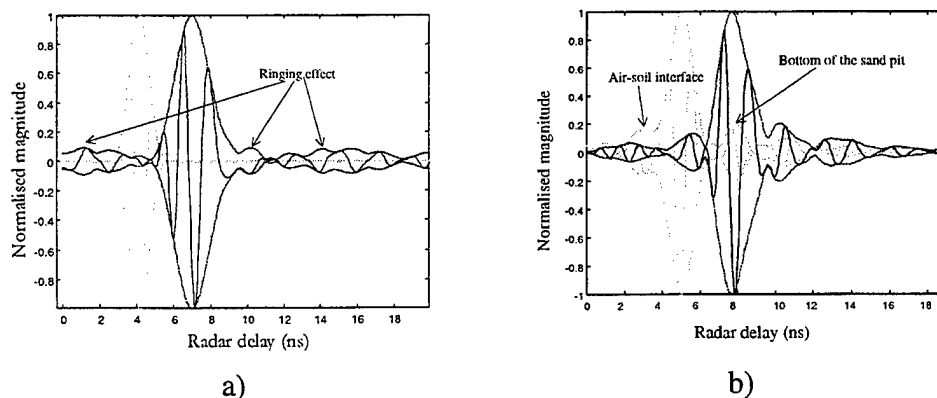 1
0.8
0.6
0.4
0.2
0
-0.2
-0.4
-0.6
-0.8
Normalised magnitude
Ringing effect
0 2 4 6 8 10 12 14 16 18
Radar delay (ns)
a)
1
0.8
0.6
0.4
0.2
0
-0.2
-0.4
-0.6
-0.8
-1
Normalised magnitude
Air-soil interface
Bottom of the sand pit
0 2 4 6 8 10 12 14 16 18
Radar delay (ns)
b)